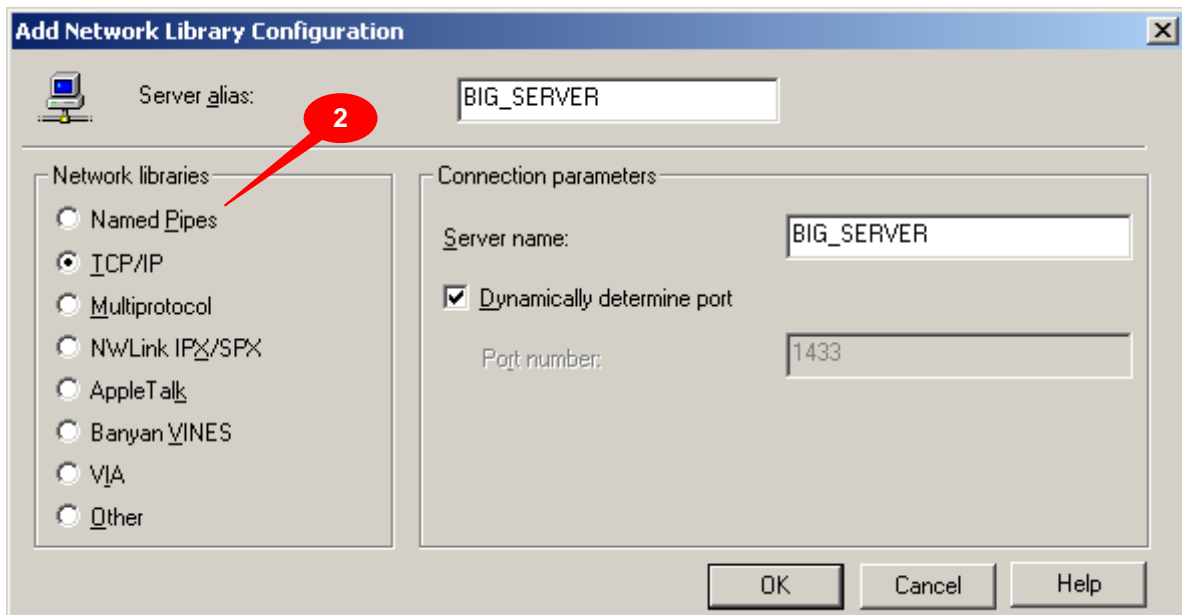 Add Network Library Configuration
Server alias: BIG_SERVER
2
Network libraries
Named Pipes
TCP/IP
Multiprotocol
NWLink IPX/SPX
AppleTalk
Banyan VINES
VIA
Other
Connection parameters
Server name: BIG_SERVER
Dynamically determine port
Port number: 1433
OK Cancel Help